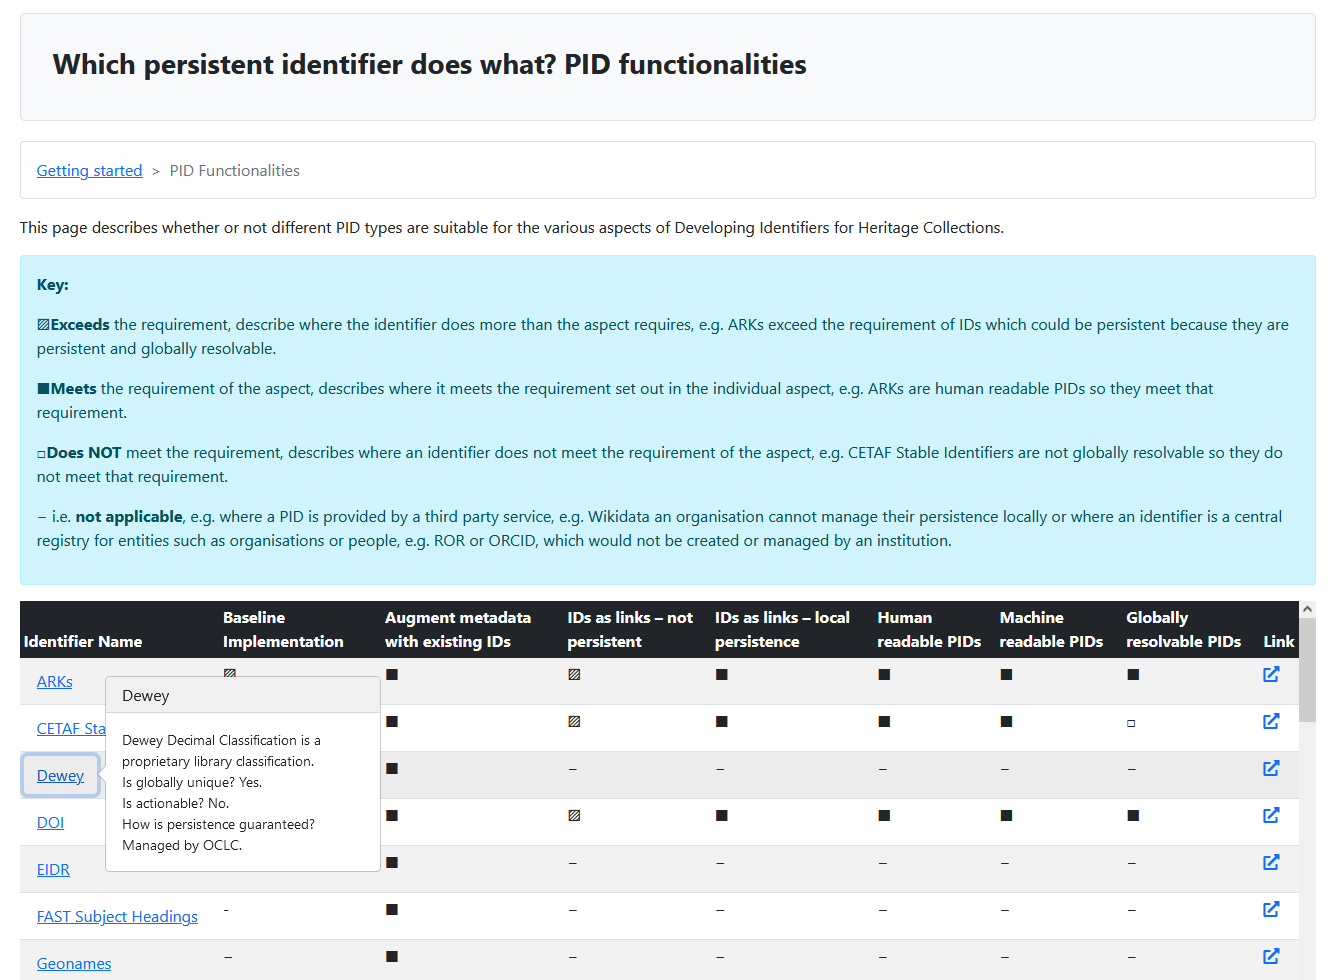 Which persistent identifier does what? PID functionalities
Getting started > PID Functionalities
This page describes whether or not different PID types are suitable for the various aspects of Developing Identifiers for Heritage Collections.
Key:
▨Exceeds the requirement, describe where the identifier does more than the aspect requires, e.g. ARKs exceed the requirement of IDs which could be persistent because they are
persistent and globally resolvable.
■Meets the requirement of the aspect, describes where it meets the requirement set out in the individual aspect, e.g. ARKs are human readable PIDs so they meet that
requirement.
□Does NOT meet the requirement, describes where an identifier does not meet the requirement of the aspect, e.g. CETAF Stable Identifiers are not globally resolvable so they do
not meet that requirement.
– i.e. not applicable, e.g. where a PID is provided by a third party service, e.g. Wikidata an organisation cannot manage their persistence locally or where an identifier is a central
registry for entities such as organisations or people, e.g. ROR or ORCID, which would not be created or managed by an institution.
Identifier Name
Baseline
Implementation
Augment metadata
with existing IDs
IDs as links – not
persistent
IDs as links – local
persistence
Human
readable PIDs
Machine
readable PIDs
Globally
resolvable PIDs
Link
ARKs ▨ ■ ▨ ■ ■ ■ ■
CETAF Sta ■ ▨ ■ ■ ■ □
Dewey ■ – – – – –
Dewey
Dewey Decimal Classification is a
proprietary library classification.
Is globally unique? Yes.
Is actionable? No.
How is persistence guaranteed?
Managed by OCLC.
DOI ■ ▨ ■ ■ ■ ■
EIDR ■ – – – – –
FAST Subject Headings - ■ – – – – –
Geonames – ■ – – – – –